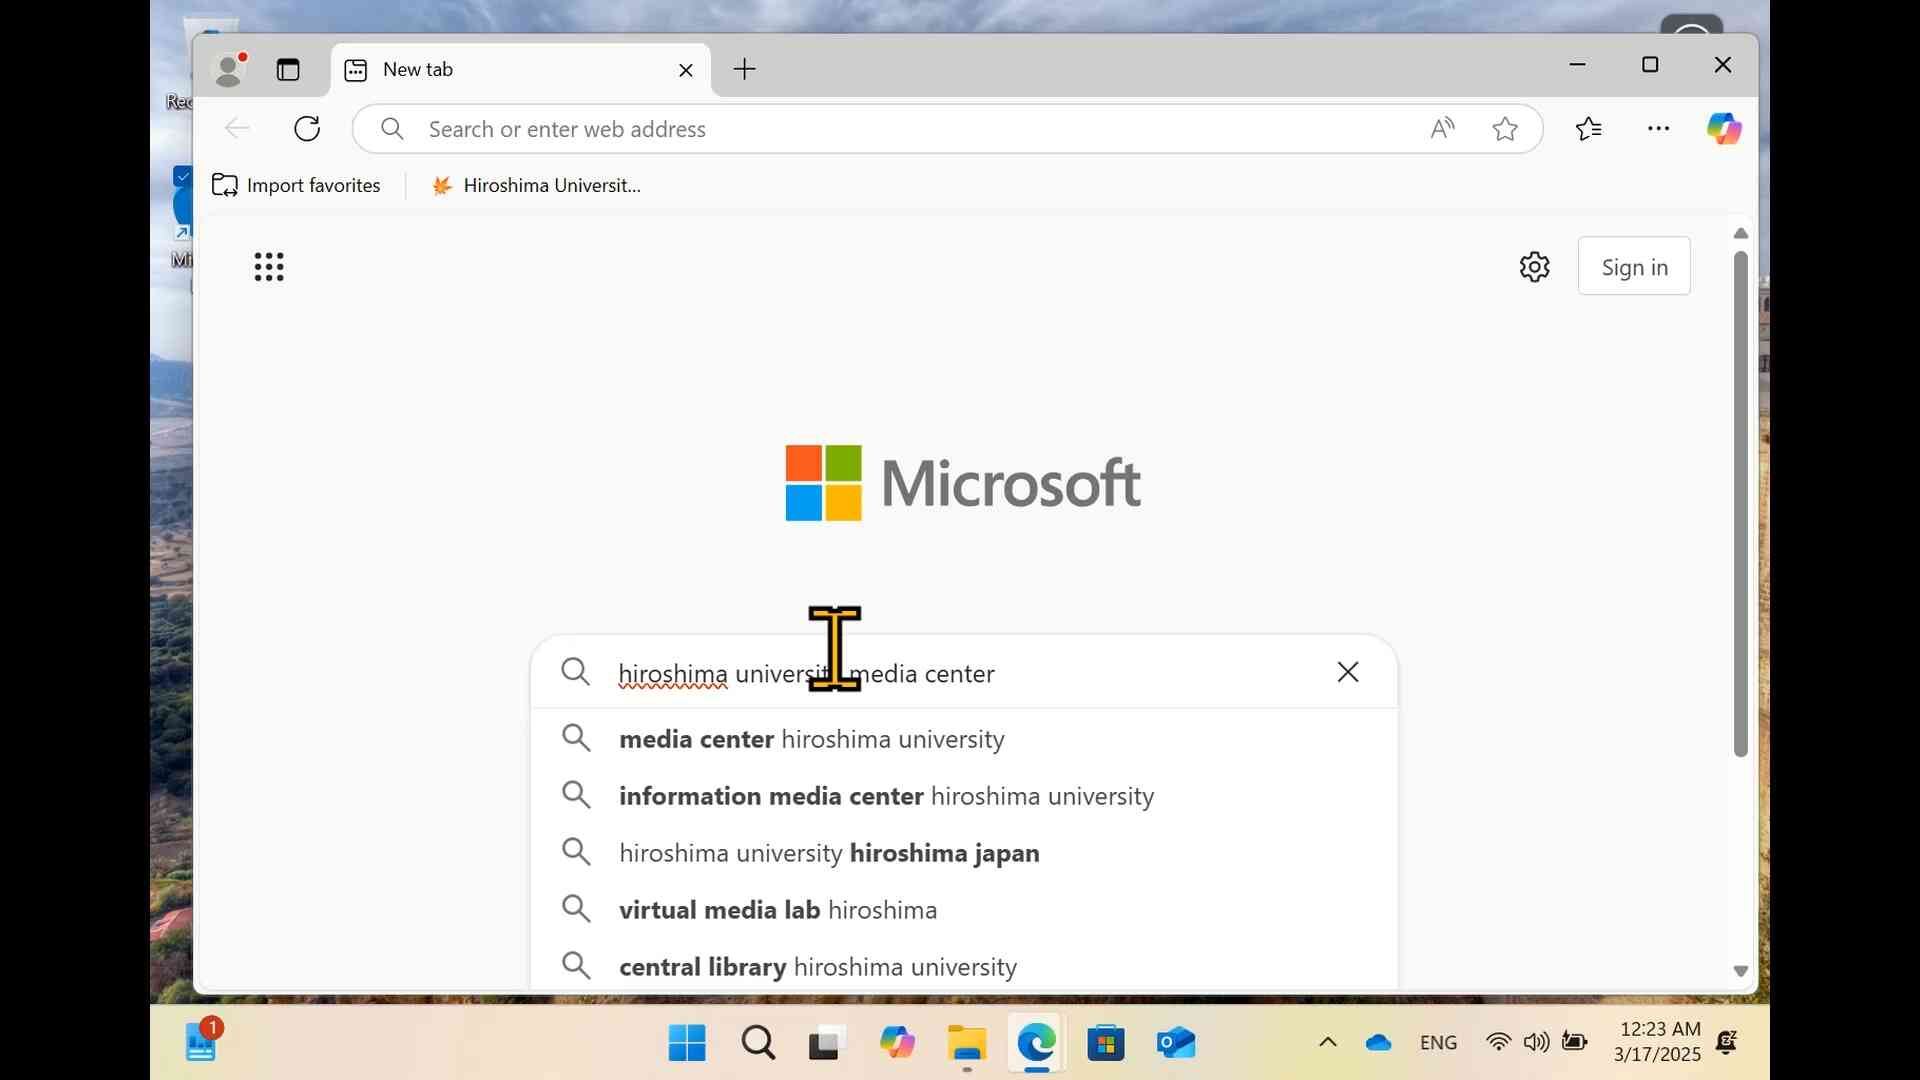 New tab
Search or enter web address
Import favorites
Hiroshima Universit...
Sign in
Microsoft
hiroshima university media center
media center hiroshima university
information media center hiroshima university
hiroshima university hiroshima japan
virtual media lab hiroshima
central library hiroshima university
1
ENG
12:23 AM
3/17/2025